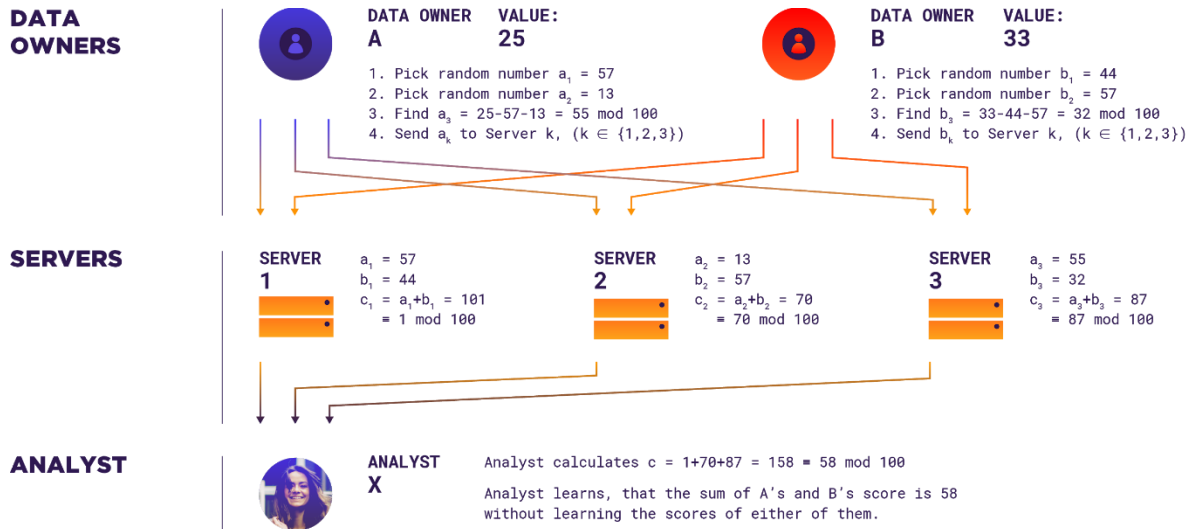 DATA
OWNERS
DATA OWNER
A
VALUE:
25
1. Pick random number a₁ = 57
2. Pick random number a₂ = 13
3. Find a₃ = 25-57-13 = 55 mod 100
4. Send aₖ to Server k, (k ∈ {1,2,3})
DATA OWNER
B
VALUE:
33
1. Pick random number b₁ = 44
2. Pick random number b₂ = 57
3. Find b₃ = 33-44-57 = 32 mod 100
4. Send bₖ to Server k, (k ∈ {1,2,3})
SERVERS
SERVER
1
a₁ = 57
b₁ = 44
c₁ = a₁+b₁ = 101
≡ 1 mod 100
SERVER
2
a₂ = 13
b₂ = 57
c₂ = a₂+b₂ = 70
≡ 70 mod 100
SERVER
3
a₃ = 55
b₃ = 32
c₃ = a₃+b₃ = 87
≡ 87 mod 100
ANALYST
ANALYST
X
Analyst calculates c = 1+70+87 = 158 ≡ 58 mod 100
Analyst learns, that the sum of A's and B's score is 58
without learning the scores of either of them.